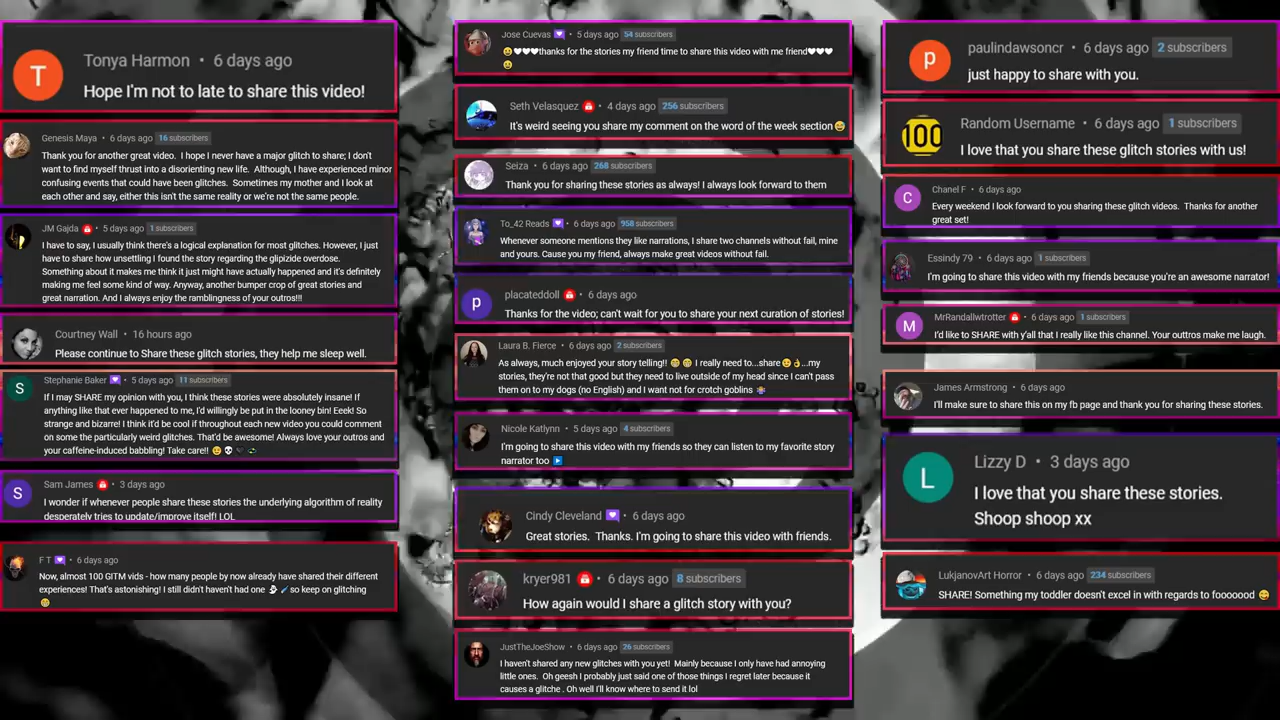 Tonya Harmon • 6 days ago
Hope I'm not to late to share this video!
Genesis Maya • 6 days ago 16 subscribers
Thank you for another great video. I hope I never have a major glitch to share; I don't
want to find myself thrust into a disorienting new life. Although, I have experienced minor
confusing events that could have been glitches. Sometimes my mother and I look at
each other and say, either this isn't the same reality or we're not the same people.
JM Gajda • 5 days ago 1 subscribers
I have to say, I usually think there's a logical explanation for most glitches. However, I just
have to share how unsettling I found the story regarding the glipizide overdose.
Something about it makes me think it just might have actually happened and it's definitely
making me feel some kind of way. Anyway, another bumper crop of great stories and
great narration. And I always enjoy the ramblingness of your outros!!!
Courtney Wall • 16 hours ago
Please continue to Share these glitch stories, they help me sleep well.
Stephanie Baker • 5 days ago 11 subscribers
If I may SHARE my opinion with you, I think these stories were absolutely insane! If
anything like that ever happened to me, I'd willingly be put in the looney bin! Eeek! So
strange and bizarre! I think it'd be cool if throughout each new video you could comment
on some the particularly weird glitches. That'd be awesome! Always love your outros and
your caffeine-induced babbling! Take care!!
Sam James • 3 days ago
I wonder if whenever people share these stories the underlying algorithm of reality
desperately tries to update/improve itself! LOL
F T • 6 days ago
Now, almost 100 GITM vids - how many people by now already have shared their different
experiences! That's astonishing! I still didn't haven't had one so keep on glitching
Jose Cuevas • 5 days ago 54 subscribers
😃❤❤❤thanks for the stories my friend time to share this video with me friend❤❤❤
😃
Seth Velasquez • 4 days ago 256 subscribers
It's weird seeing you share my comment on the word of the week section😅
Seiza • 6 days ago 268 subscribers
Thank you for sharing these stories as always! I always look forward to them
To_42 Reads • 6 days ago 958 subscribers
Whenever someone mentions they like narrations, I share two channels without fail, mine
and yours. Cause you my friend, always make great videos without fail.
placateddoll • 6 days ago
Thanks for the video; can't wait for you to share your next curation of stories!
Laura B. Fierce • 6 days ago 2 subscribers
As always, much enjoyed your story telling!! I really need to...share😉👌...my
stories, they're not that good but they need to live outside of my head since I can't pass
them on to my dogs (no English) and I want not for crotch goblins
Nicole Katlynn • 5 days ago 4 subscribers
I'm going to share this video with my friends so they can listen to my favorite story
narrator too ▶
Cindy Cleveland • 6 days ago
Great stories. Thanks. I'm going to share this video with friends.
kryer981 • 6 days ago 8 subscribers
How again would I share a glitch story with you?
JustTheJoeShow • 6 days ago 26 subscribers
I haven't shared any new glitches with you yet! Mainly because I only have had annoying
little ones. Oh geesh I probably just said one of those things I regret later because it
causes a glitche . Oh well I'll know where to send it lol
paulindawsoncr • 6 days ago 2 subscribers
just happy to share with you.
Random Username • 6 days ago 1 subscribers
I love that you share these glitch stories with us!
Chanel F • 6 days ago
Every weekend I look forward to you sharing these glitch videos. Thanks for another
great set!
Essindy 79 • 6 days ago 1 subscribers
I'm going to share this video with my friends because you're an awesome narrator!
MrRandallwtrotter • 6 days ago 1 subscribers
I'd like to SHARE with y'all that I really like this channel. Your outtros make me laugh.
James Armstrong • 6 days ago
I'll make sure to share this on my fb page and thank you for sharing these stories.
Lizzy D • 3 days ago
I love that you share these stories.
Shoop shoop xx
LukjanovArt Horror • 6 days ago 234 subscribers
SHARE! Something my toddler doesn't excel in with regards to fooooood 😜
T
S
S
p
p
100
C
M
L